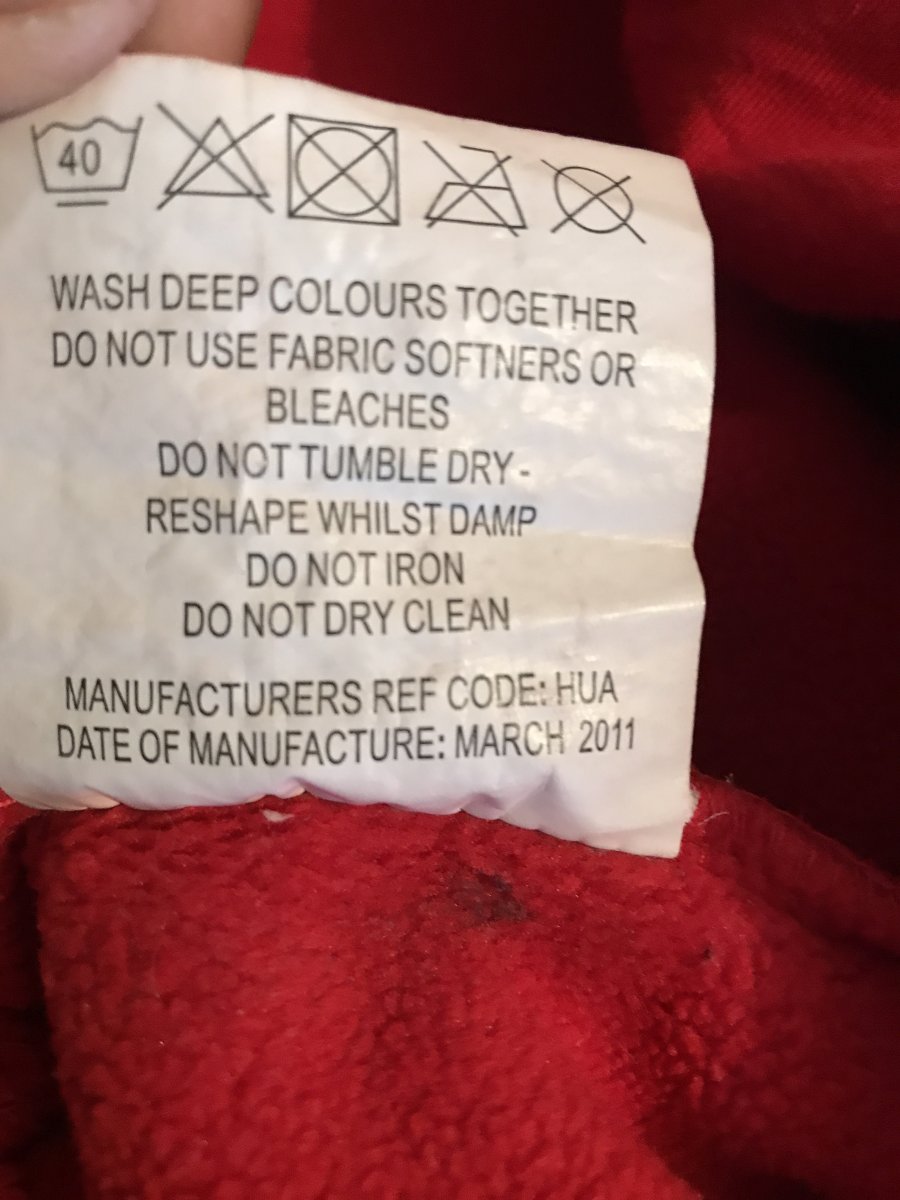 40
WASH DEEP COLOURS TOGETHER
DO NOT USE FABRIC SOFTNERS OR
BLEACHES
DO NOT TUMBLE DRY -
RESHAPE WHILST DAMP
DO NOT IRON
DO NOT DRY CLEAN
MANUFACTURERS REF CODE: HUA
DATE OF MANUFACTURE: MARCH 2011